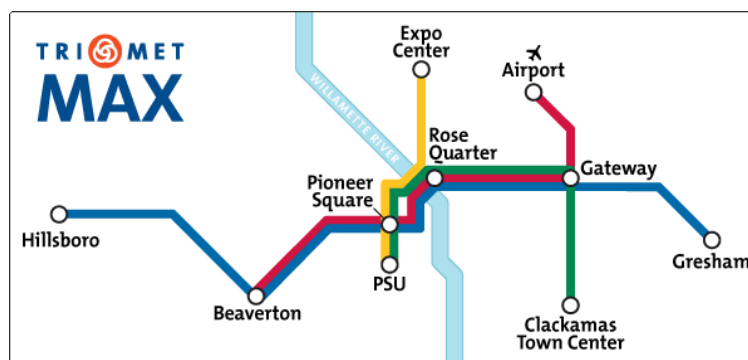 TRI MET
MAX
Expo
Center
Airport
WILLAMETTE RIVER
Rose
Quarter
Gateway
Pioneer
Square
Hillsboro
PSU
Gresham
Beaverton
Clackamas
Town Center